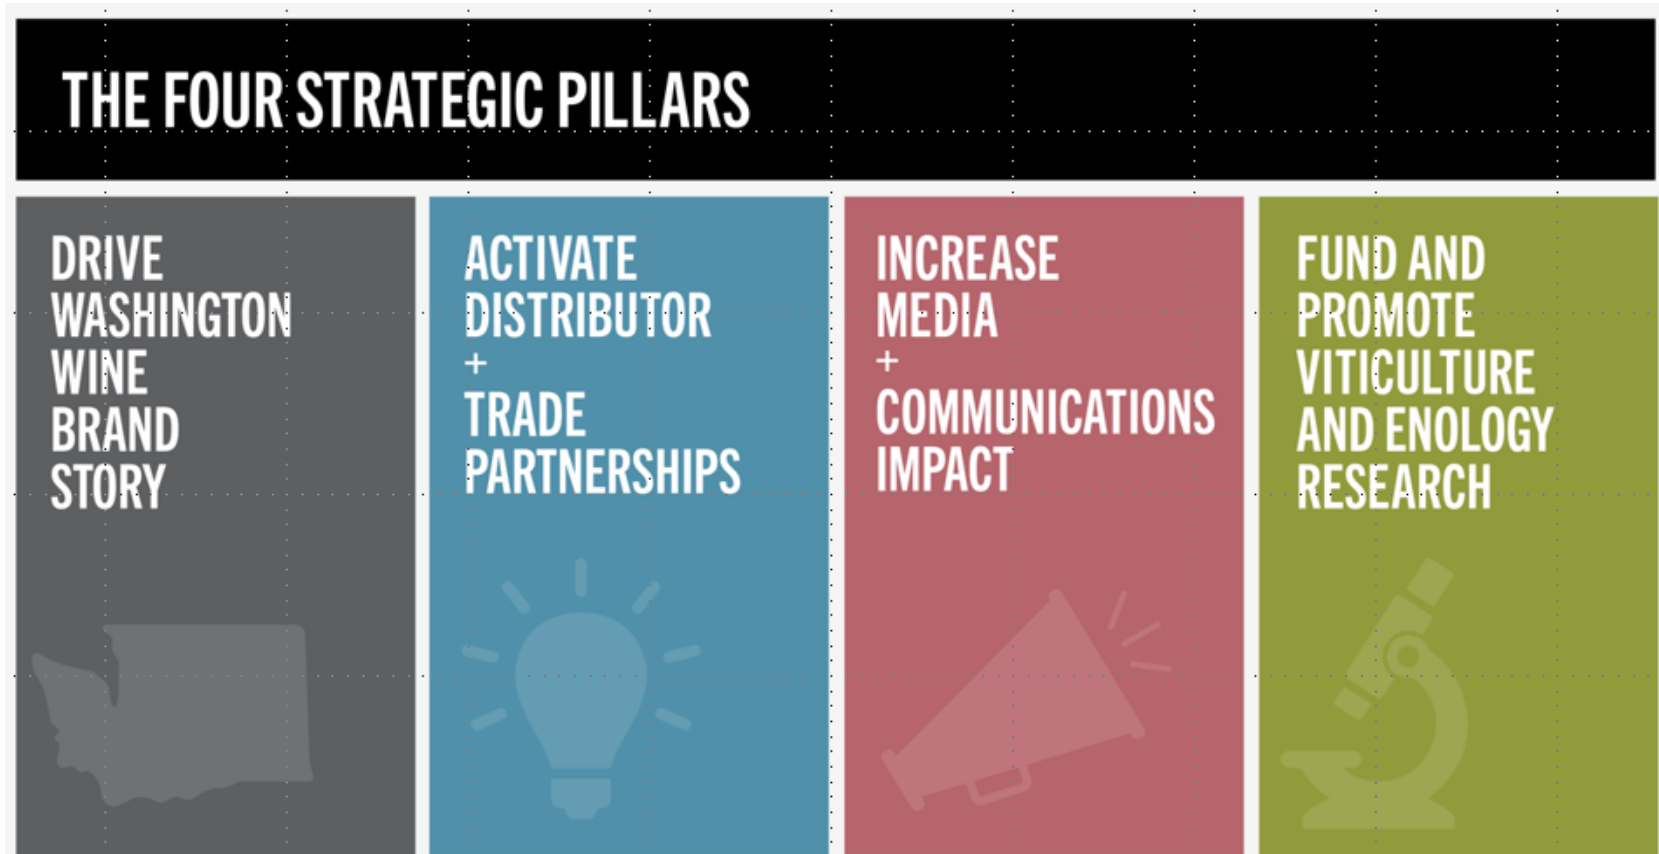 THE FOUR STRATEGIC PILLARS
DRIVE
WASHINGTON
WINE
BRAND
STORY
ACTIVATE
DISTRIBUTOR
+
TRADE
PARTNERSHIPS
INCREASE
MEDIA
+
COMMUNICATIONS
IMPACT
FUND AND
PROMOTE
VITICULTURE
AND ENOLOGY
RESEARCH